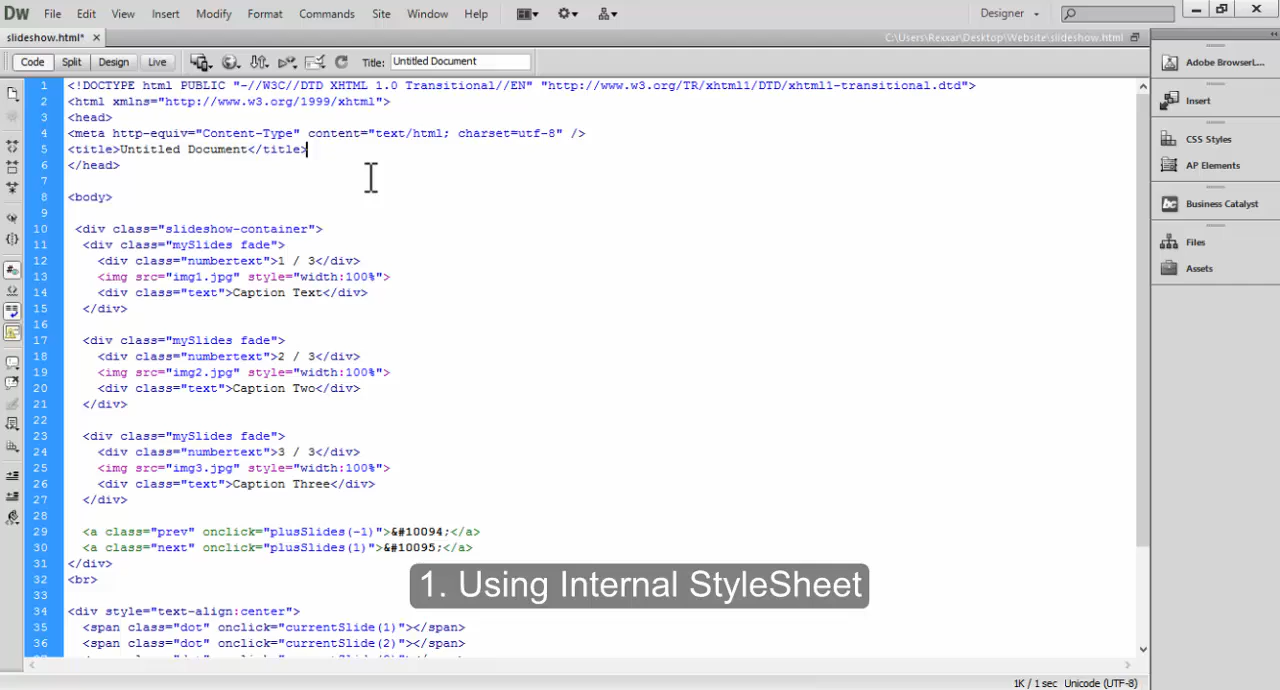 Dw File Edit View Insert Modify Format Commands Site Window Help Designer
slideshow.html* × C:\Users\Rexxar\Desktop\Website\slideshow.html
Code Split Design Live Title: Untitled Document
1 <!DOCTYPE html PUBLIC "-//W3C//DTD XHTML 1.0 Transitional//EN" "http://www.w3.org/TR/xhtml1/DTD/xhtml1-transitional.dtd">
2 <html xmlns="http://www.w3.org/1999/xhtml">
3 <head>
4 <meta http-equiv="Content-Type" content="text/html; charset=utf-8" />
5 <title>Untitled Document</title>
6 </head>
7
8 <body>
9
10 <div class="slideshow-container">
11 <div class="mySlides fade">
12 <div class="numbertext">1 / 3</div>
13 <img src="img1.jpg" style="width:100%">
14 <div class="text">Caption Text</div>
15 </div>
16
17 <div class="mySlides fade">
18 <div class="numbertext">2 / 3</div>
19 <img src="img2.jpg" style="width:100%">
20 <div class="text">Caption Two</div>
21 </div>
22
23 <div class="mySlides fade">
24 <div class="numbertext">3 / 3</div>
25 <img src="img3.jpg" style="width:100%">
26 <div class="text">Caption Three</div>
27 </div>
28
29 <a class="prev" onclick="plusSlides(-1)">&#10094;</a>
30 <a class="next" onclick="plusSlides(1)">&#10095;</a>
31 </div>
32 <br>
33
34 <div style="text-align:center">
35 <span class="dot" onclick="currentSlide(1)"></span>
36 <span class="dot" onclick="currentSlide(2)"></span>
1. Using Internal StyleSheet
1K / 1 sec Unicode (UTF-8)
Adobe BrowserL...
Insert
CSS Styles
AP Elements
Business Catalyst
Files
Assets